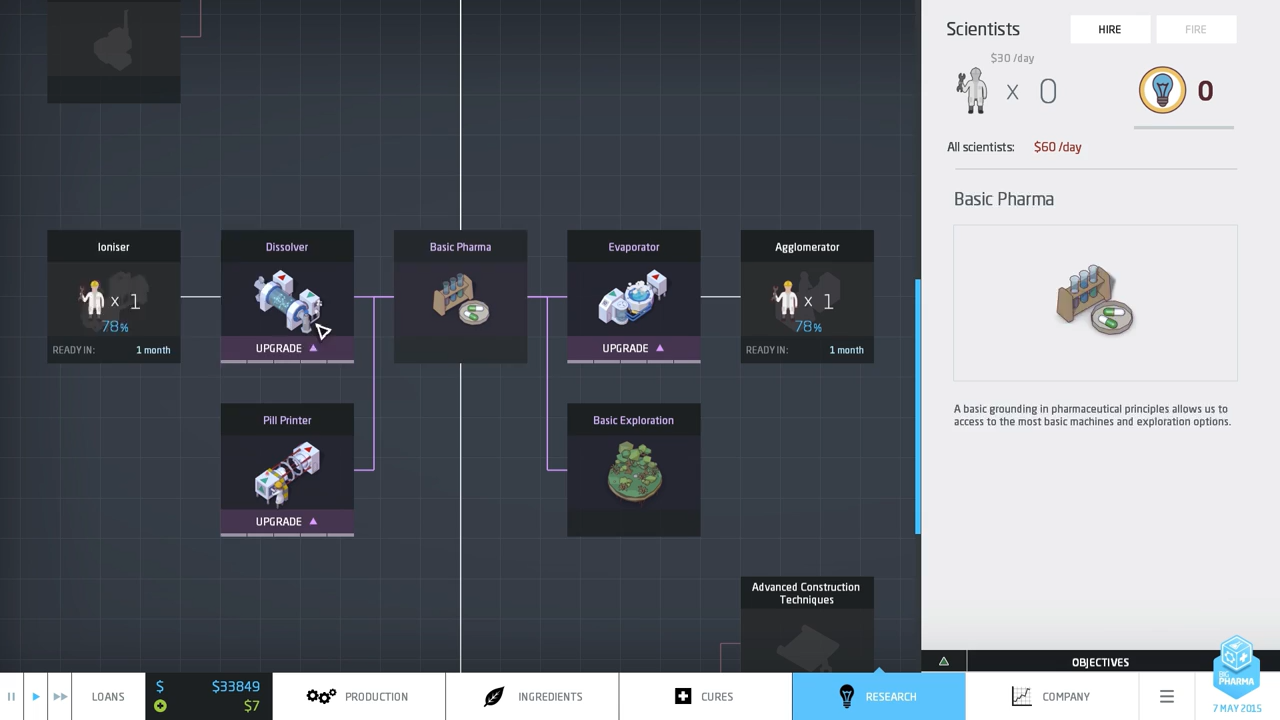 Scientists
HIRE
FIRE
$30 /day
x 0
0
All scientists: $60 /day
Basic Pharma
A basic grounding in pharmaceutical principles allows us to
access to the most basic machines and exploration options.
Ioniser
x 1
78%
READY IN: 1 month
Dissolver
UPGRADE
Basic Pharma
Evaporator
UPGRADE
Agglomerator
x 1
78%
READY IN: 1 month
Pill Printer
UPGRADE
Basic Exploration
Advanced Construction
Techniques
OBJECTIVES
LOANS
$ $33849
$7
PRODUCTION
INGREDIENTS
CURES
RESEARCH
COMPANY
BIG
PHARMA
7 MAY 2015